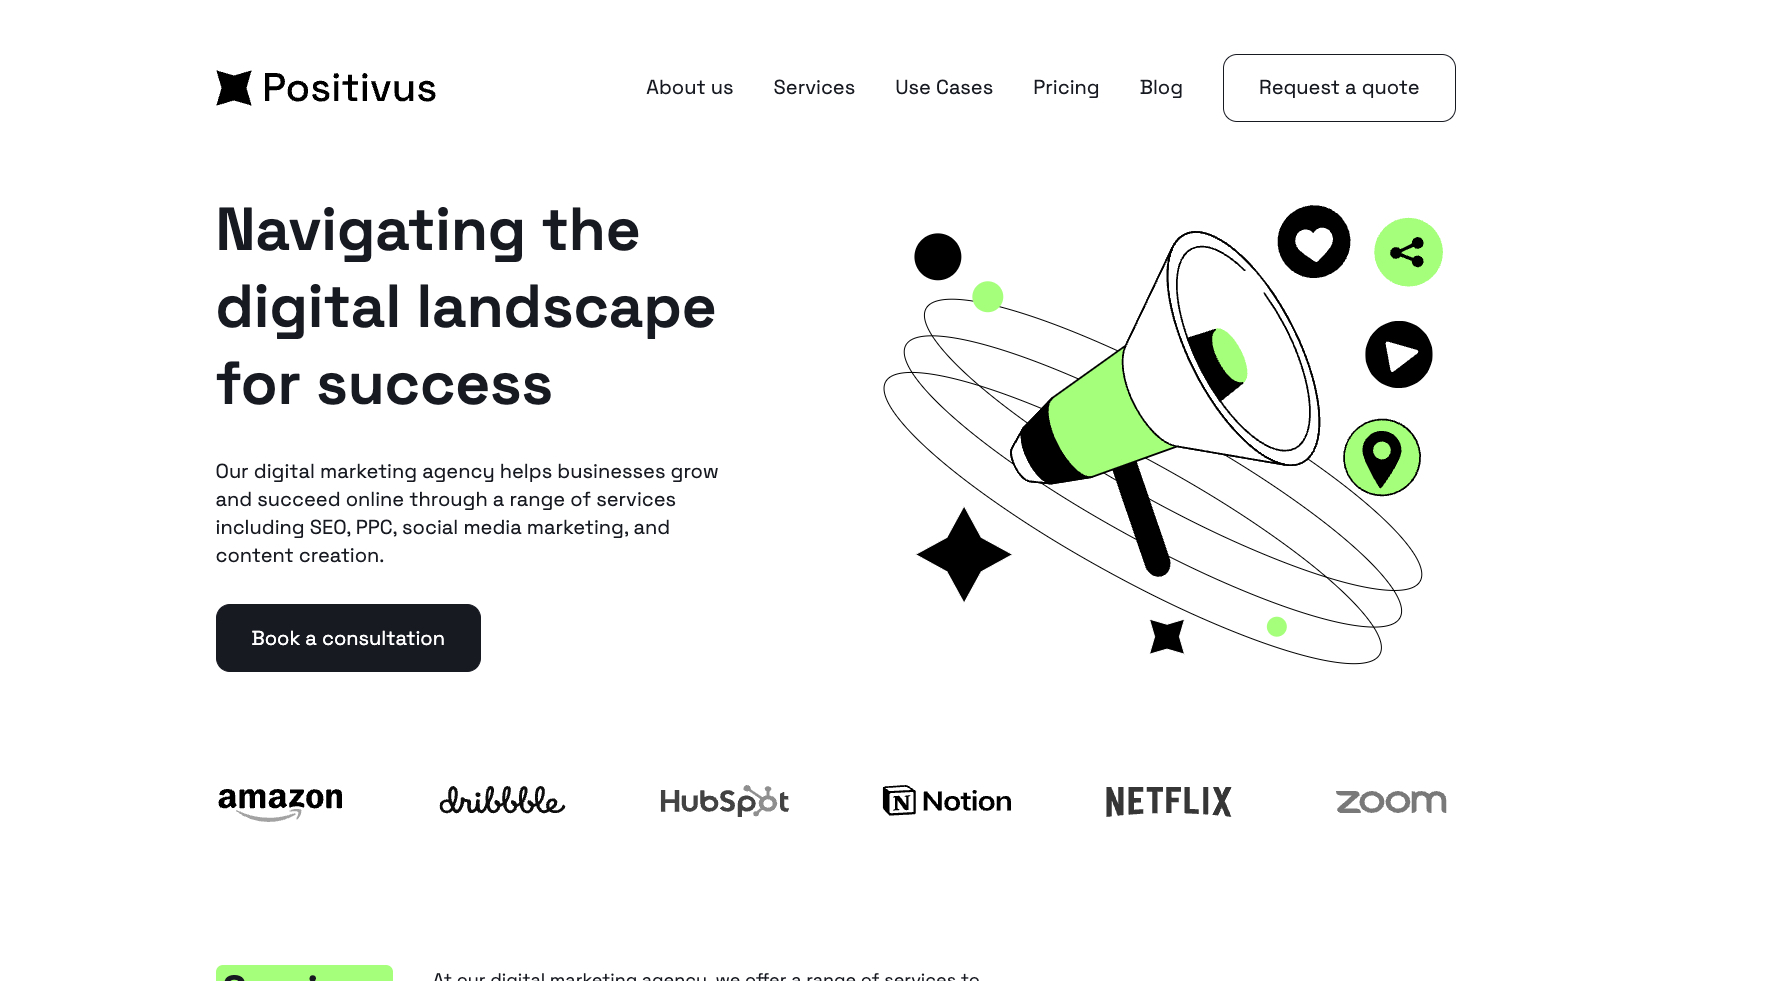 Positivus
About us
Services
Use Cases
Pricing
Blog
Request a quote
Navigating the
digital landscape
for success
Our digital marketing agency helps businesses grow
and succeed online through a range of services
including SEO, PPC, social media marketing, and
content creation.
Book a consultation
amazon
dribbble
HubSpot
Notion
NETFLIX
zoom
At our digital marketing agency, we offer a range of services to